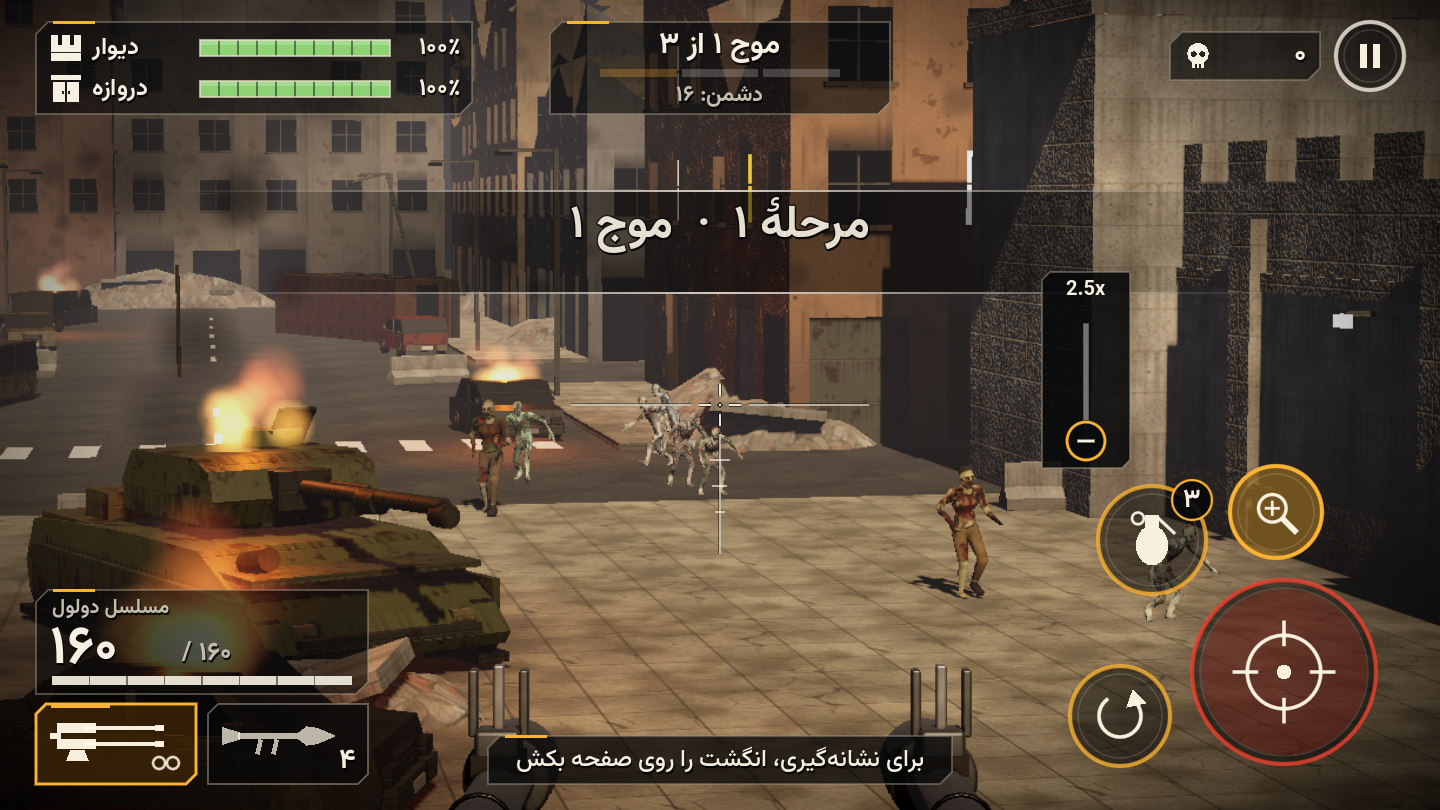 دیوار ۱۰۰٪
دروازه ۱۰۰٪
موج ۱ از ۳
دشمن: ۱۶
۰
مرحلهٔ ۱ · موج ۱
2.5x
۳
مسلسل دولول
۱۶۰ / ۱۶۰
∞
۴
برای نشانه‌گیری، انگشت را روی صفحه بکش